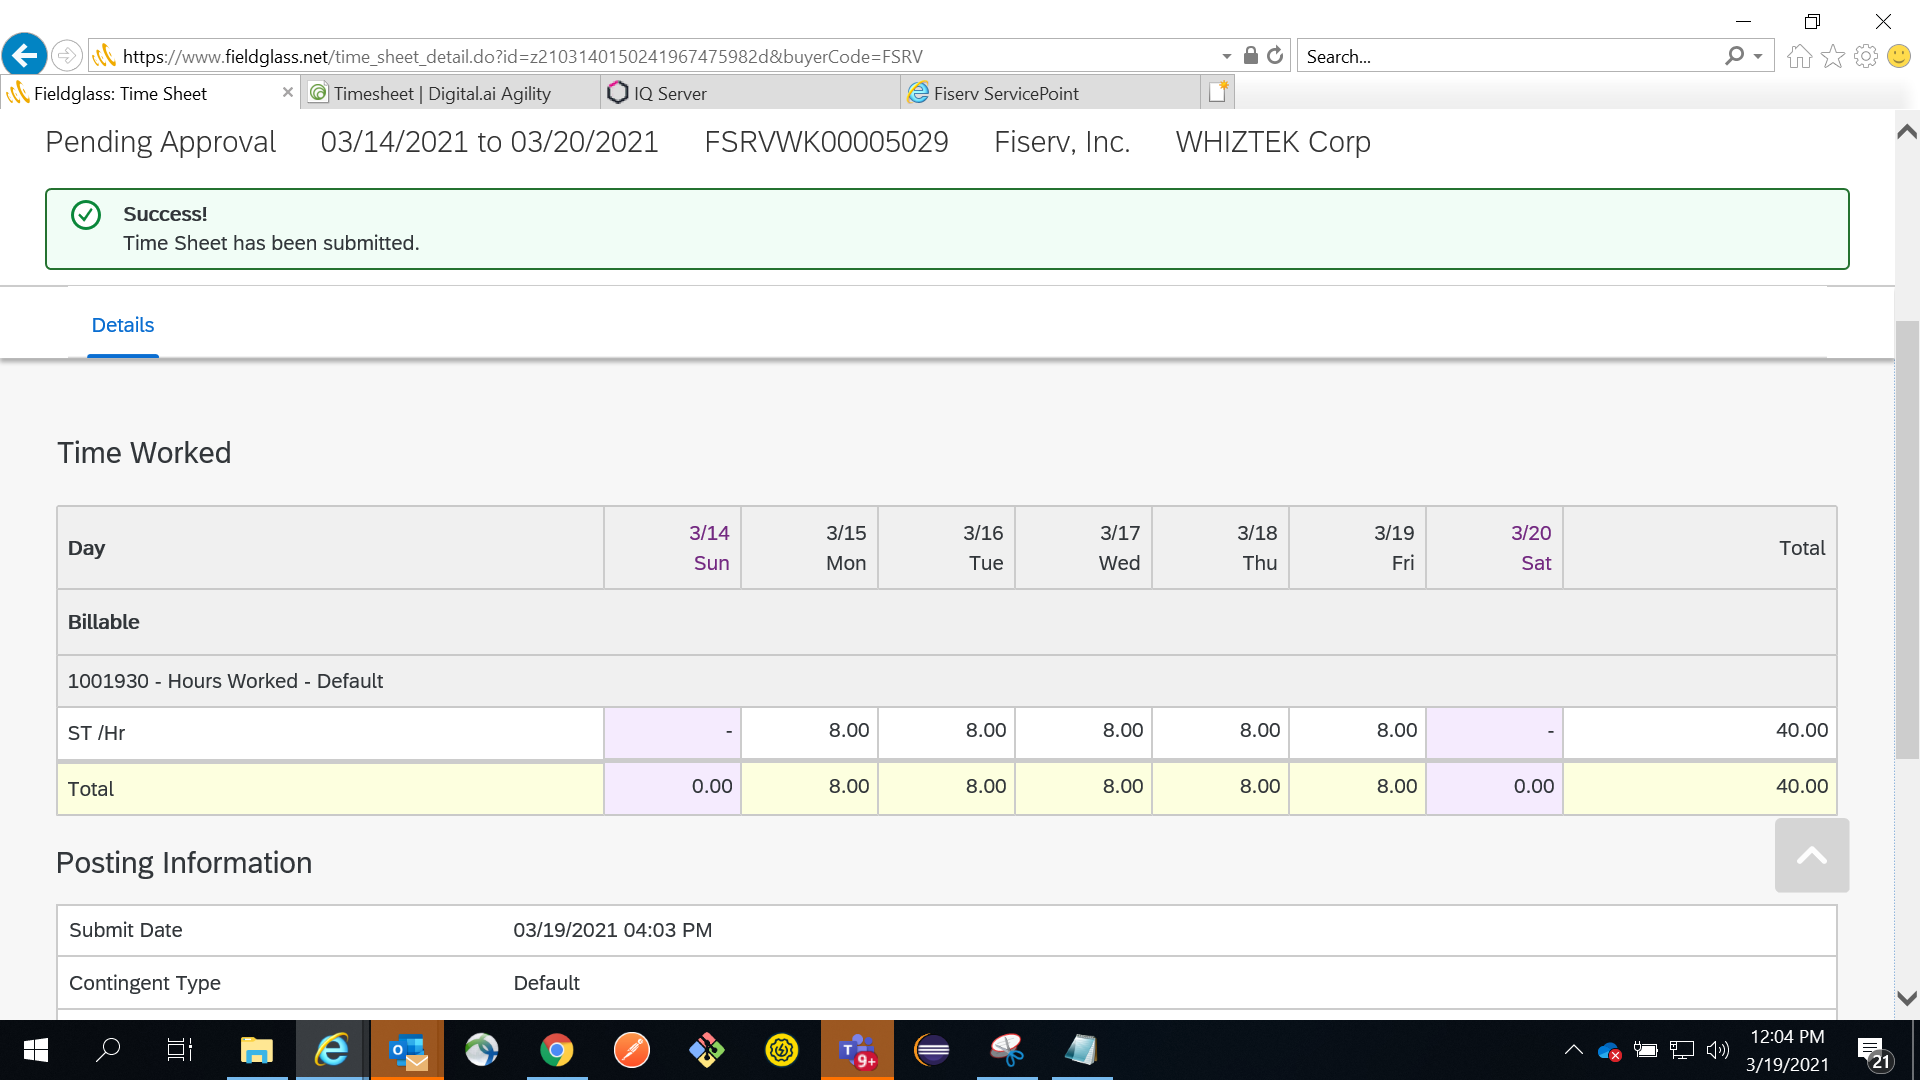 https://www.fieldglass.net/time_sheet_detail.do?id=z21031401502419674759​82d&buyerCode=FSRV
Search...
Fieldglass: Time Sheet
Timesheet | Digital.ai Agility
IQ Server
Fiserv ServicePoint
Pending Approval 03/14/2021 to 03/20/2021 FSRVWK00005029 Fiserv, Inc. WHIZTEK Corp
Success!
Time Sheet has been submitted.
Details
Time Worked
Day 3/14 Sun 3/15 Mon 3/16 Tue 3/17 Wed 3/18 Thu 3/19 Fri 3/20 Sat Total
Billable
1001930 - Hours Worked - Default
ST /Hr - 8.00 8.00 8.00 8.00 8.00 - 40.00
Total 0.00 8.00 8.00 8.00 8.00 8.00 0.00 40.00
Posting Information
Submit Date 03/19/2021 04:03 PM
Contingent Type Default
9+
12:04 PM
3/19/2021
21